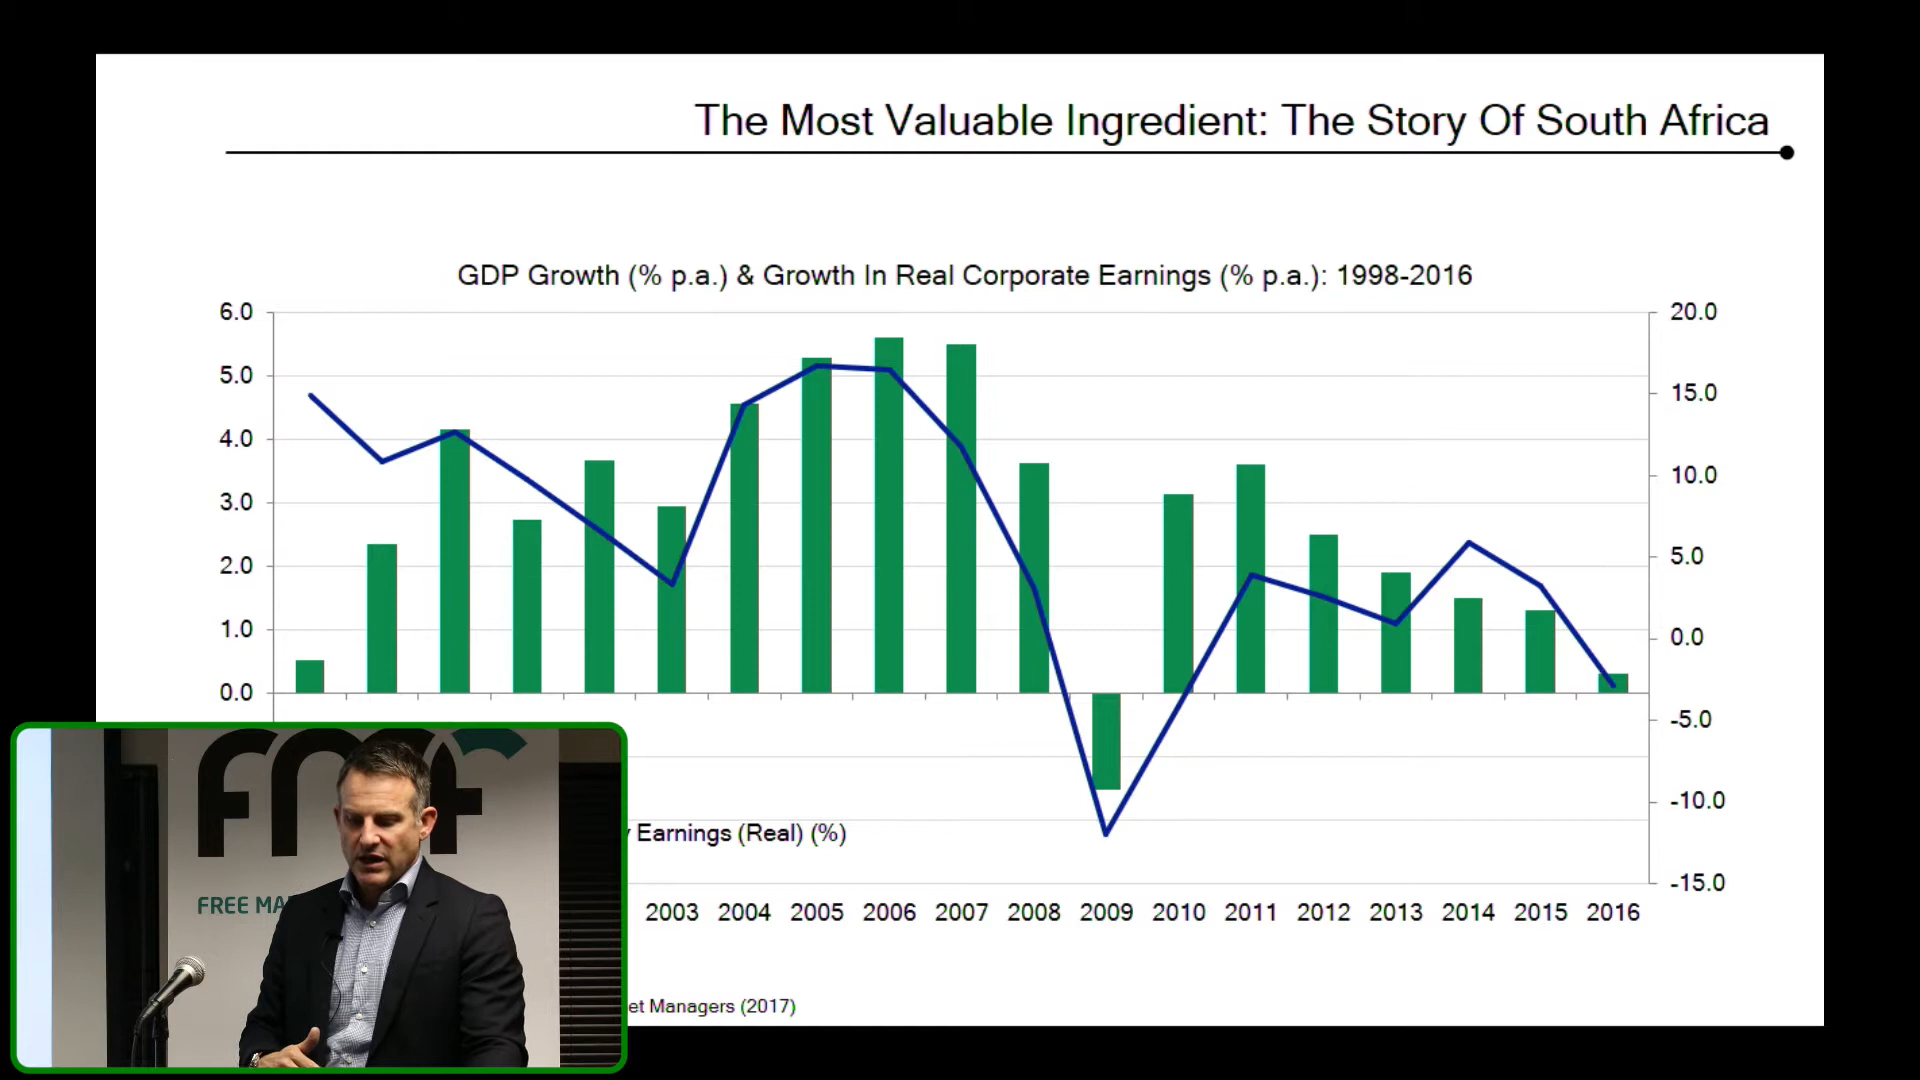 The Most Valuable Ingredient: The Story Of South Africa
GDP Growth (% p.a.) & Growth In Real Corporate Earnings (% p.a.): 1998-2016
6.0
5.0
4.0
3.0
2.0
1.0
0.0
20.0
15.0
10.0
5.0
0.0
-5.0
-10.0
-15.0
Earnings (Real) (%)
2003 2004 2005 2006 2007 2008 2009 2010 2011 2012 2013 2014 2015 2016
Managers (2017)
FREE